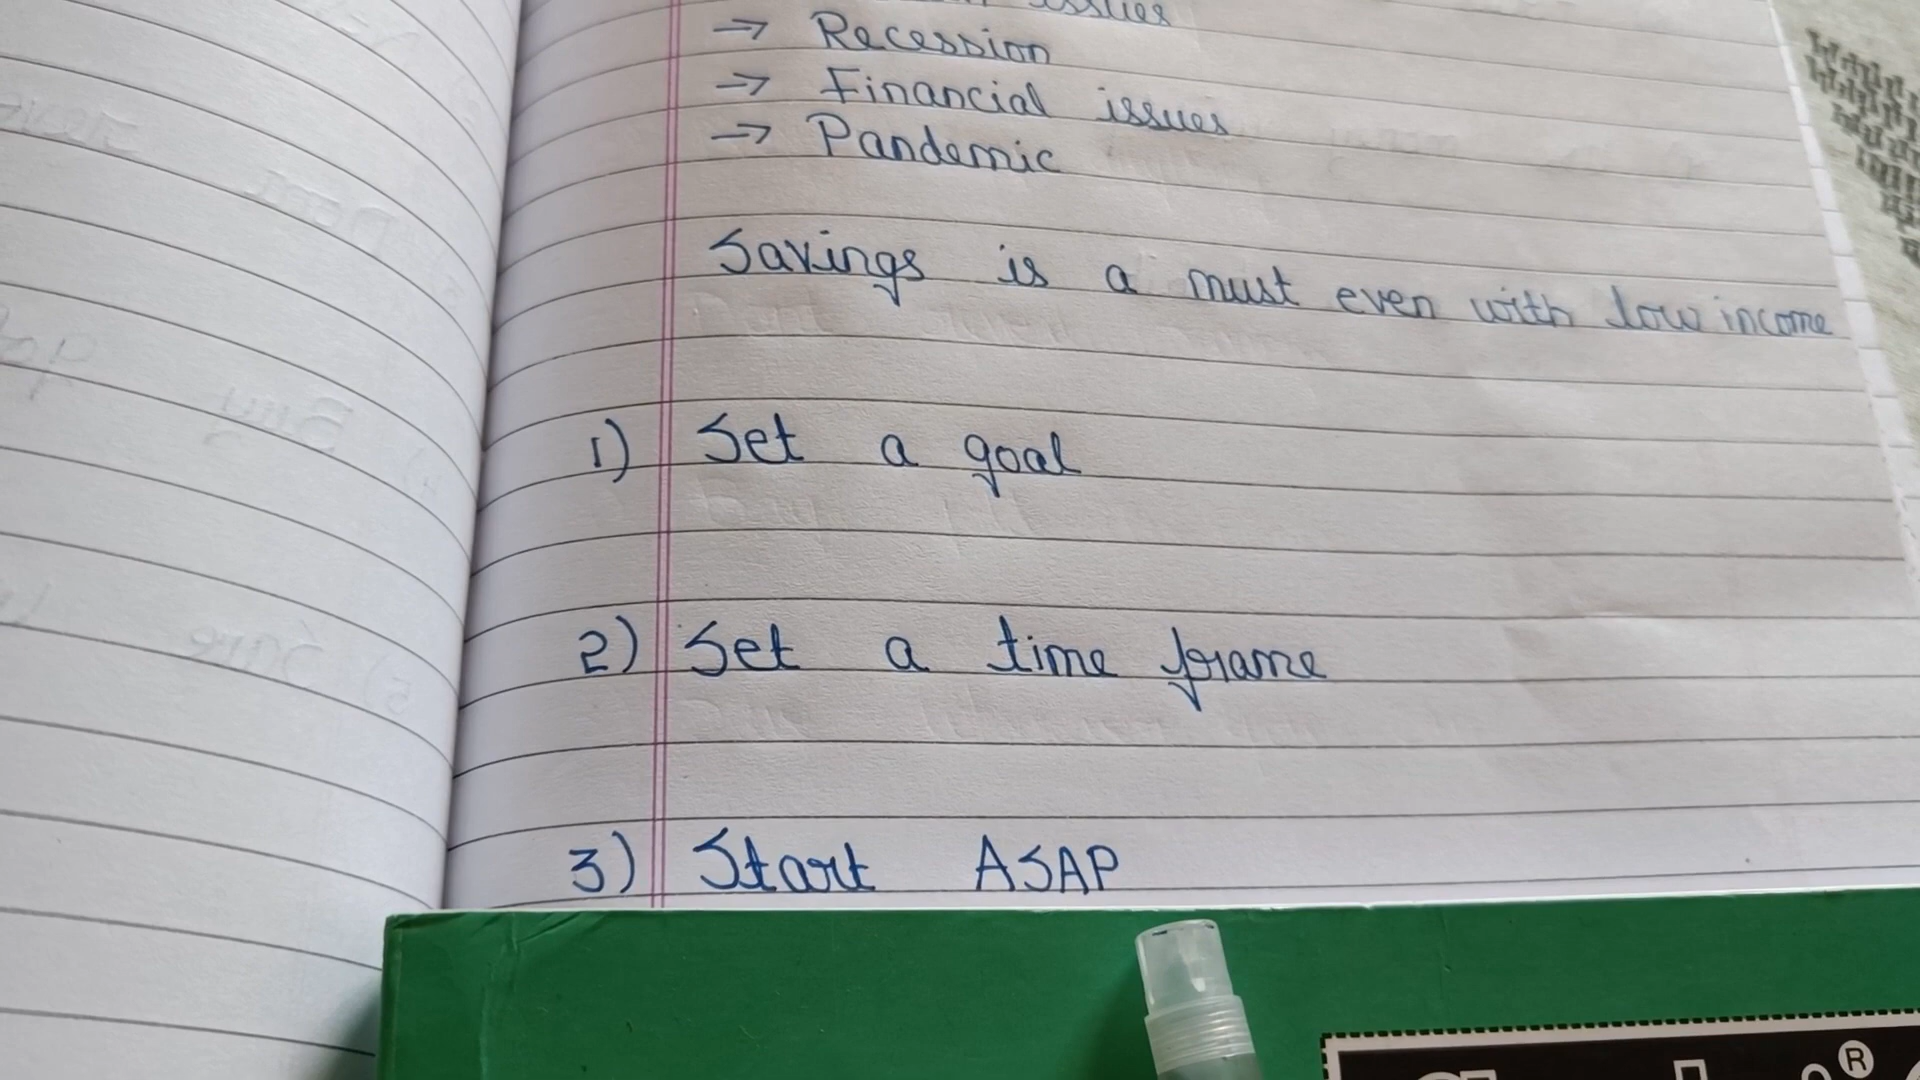 issues
→ Recession
→ Financial issues
→ Pandemic
Savings is a must even with low income
1) Set a goal
2) Set a time frame
3) Start ASAP
®